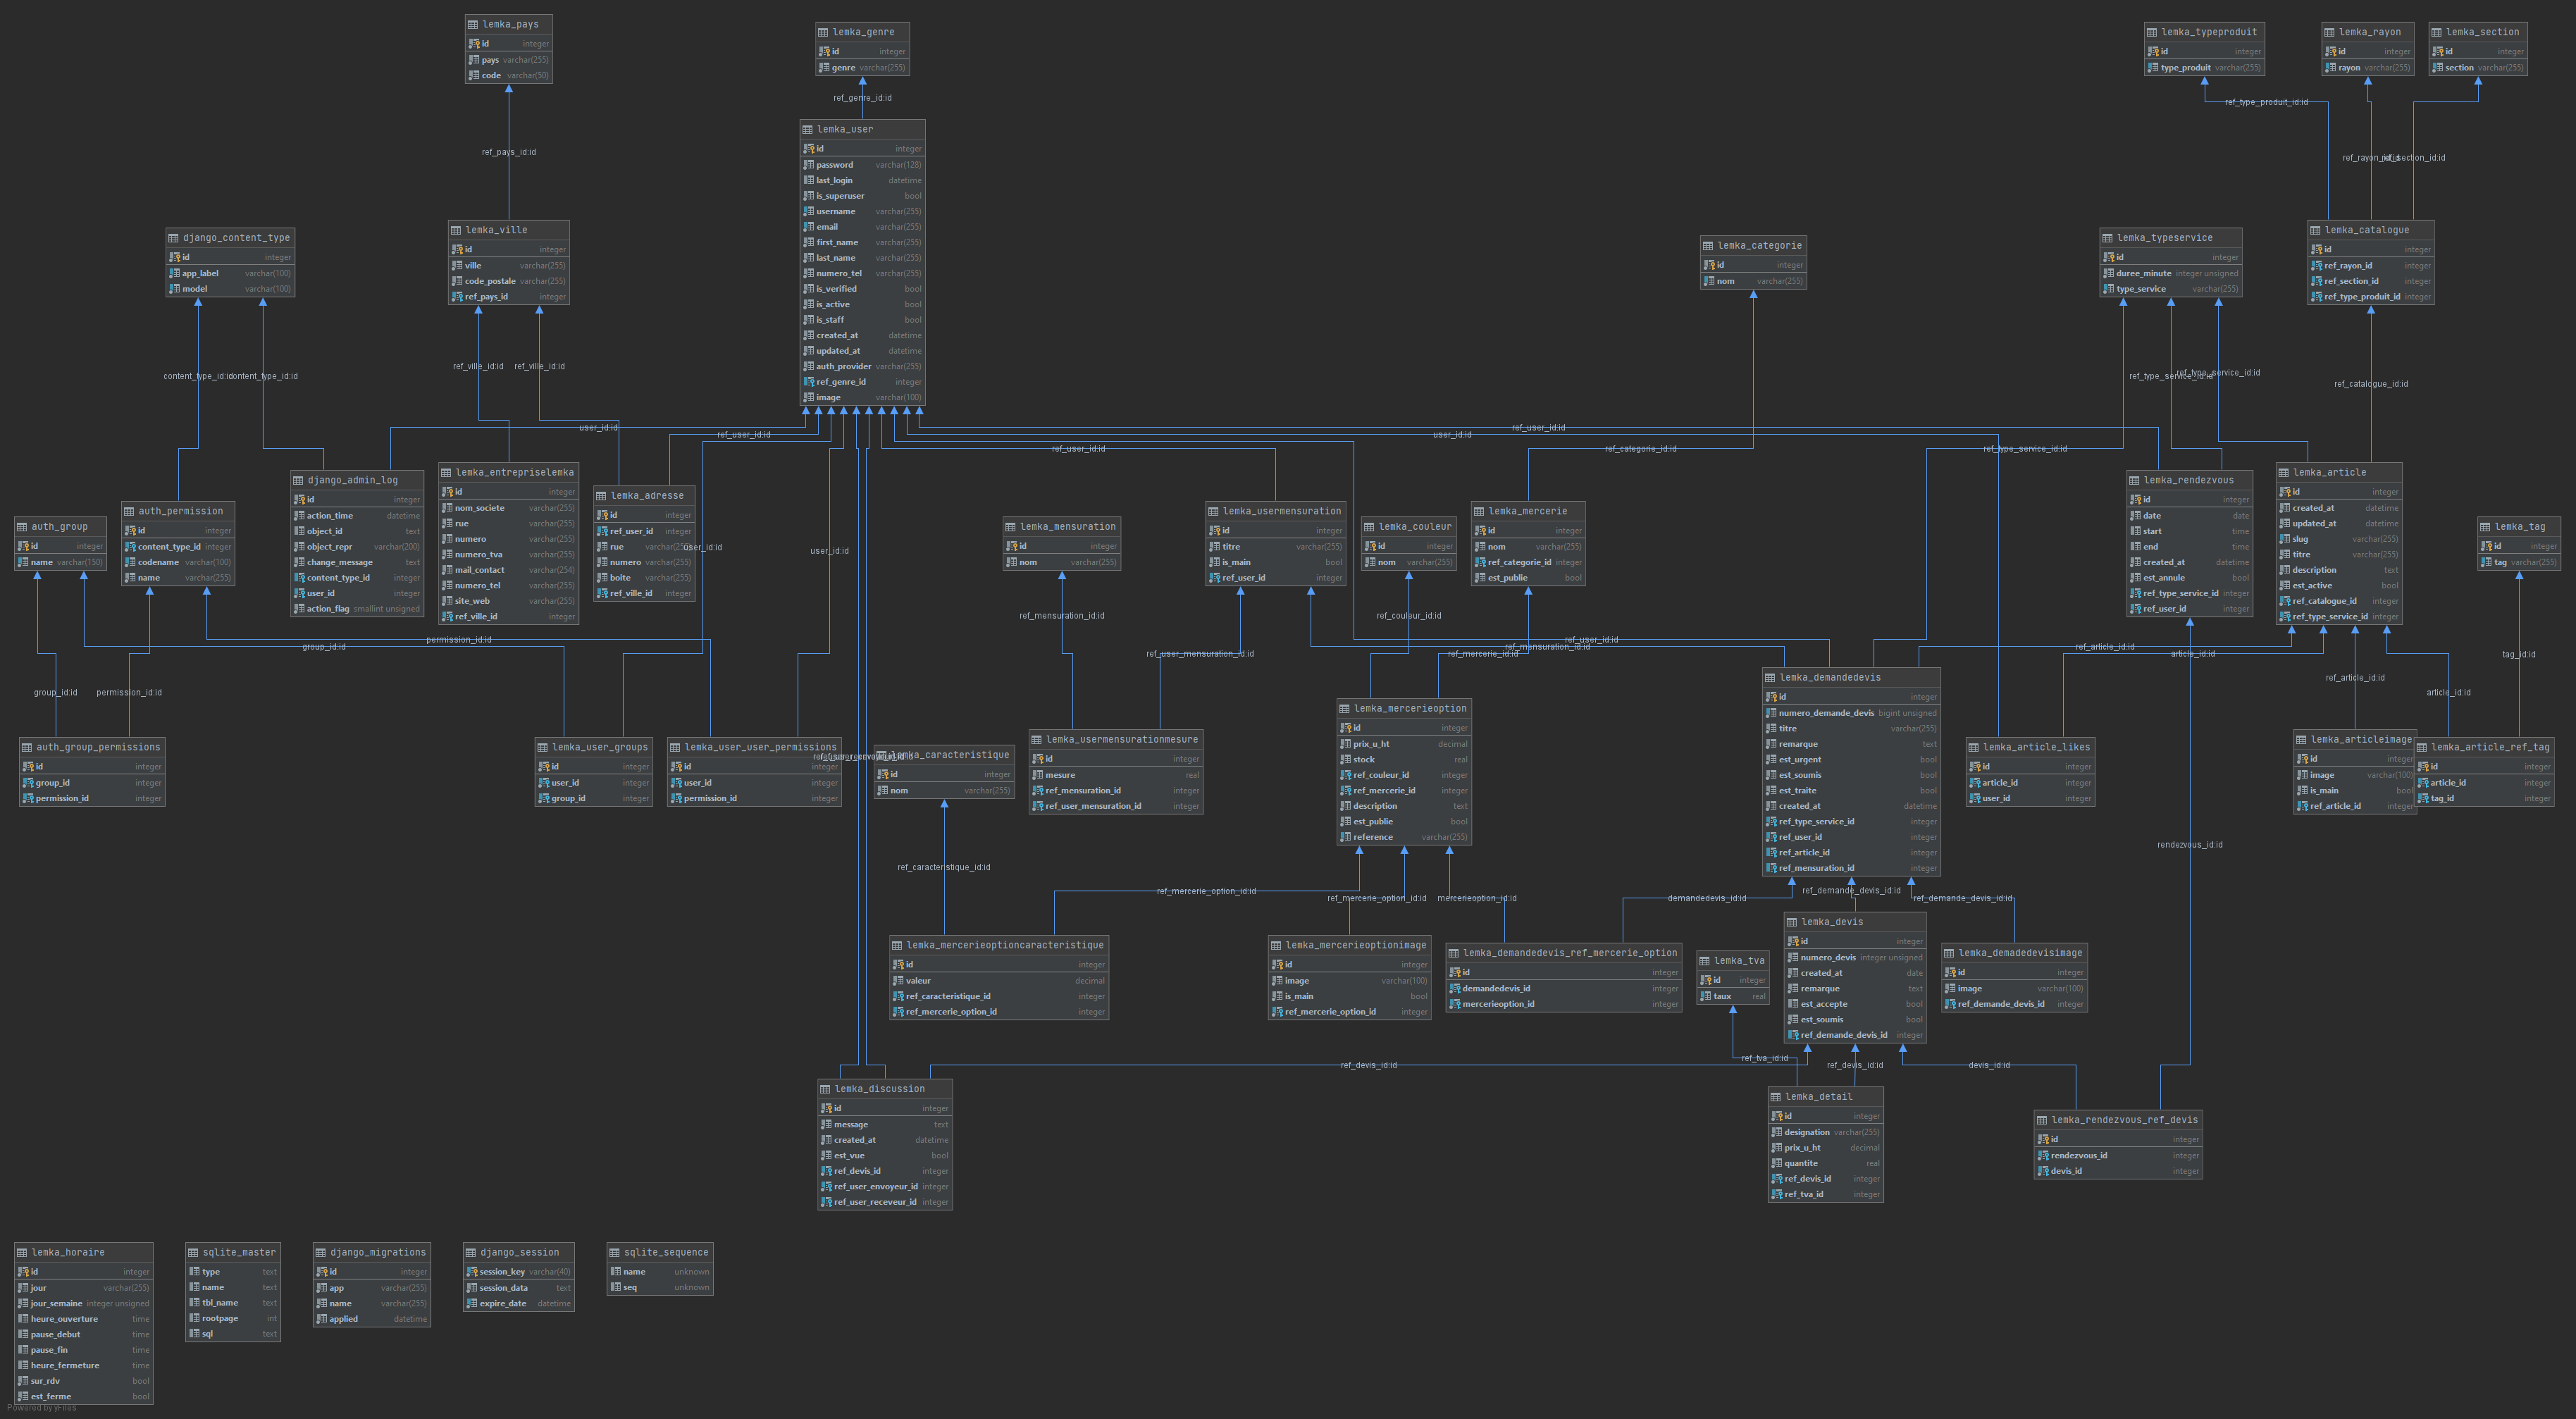 lemka_pays
id integer
pays varchar(255)
code varchar(50)
lemka_genre
id integer
genre varchar(255)
lemka_typeproduit
id integer
type_produit varchar(255)
lemka_rayon
id integer
rayon varchar(255)
lemka_section
id integer
section varchar(255)
ref_genre_id:id
ref_type_produit_id:id
ref_pays_id:id
ref_section_id:id
lemka_user
id integer
password varchar(128)
last_login datetime
is_superuser bool
username varchar(255)
email varchar(255)
first_name varchar(255)
last_name varchar(255)
numero_tel varchar(255)
is_verified bool
is_active bool
is_staff bool
created_at datetime
updated_at datetime
auth_provider varchar(255)
ref_genre_id integer
image varchar(100)
django_content_type
id integer
app_label varchar(100)
model varchar(100)
lemka_ville
id integer
ville varchar(255)
code_postale varchar(255)
ref_pays_id integer
lemka_categorie
id integer
nom varchar(255)
lemka_typeservice
id integer
duree_minute integer unsigned
type_service varchar(255)
lemka_catalogue
id integer
ref_rayon_id integer
ref_section_id integer
ref_type_produit_id integer
content_type_id:id
content_type_id:id
ref_ville_id:id
ref_ville_id:id
ref_type_service_id:id
ref_type_service_id:id
ref_catalogue_id:id
user_id:id
ref_user_id:id
ref_user_id:id
ref_categorie_id:id
user_id:id
ref_user_id:id
ref_type_service_id:id
auth_group
id integer
name varchar(150)
auth_permission
id integer
content_type_id integer
codename varchar(100)
name varchar(255)
django_admin_log
id integer
action_time datetime
object_id text
object_repr varchar(200)
change_message text
content_type_id integer
user_id integer
action_flag smallint unsigned
lemka_entrepriselemka
id integer
nom_societe varchar(255)
rue varchar(255)
numero varchar(255)
numero_tva varchar(255)
mail_contact varchar(254)
numero_tel varchar(255)
site_web varchar(255)
ref_ville_id integer
lemka_adresse
id integer
ref_user_id integer
rue varchar(255)
numero varchar(255)
boite varchar(255)
ref_ville_id integer
user_id:id
user_id:id
lemka_mensuration
id integer
nom varchar(255)
lemka_usermensuration
id integer
titre varchar(255)
is_main bool
ref_user_id integer
lemka_couleur
id integer
nom varchar(255)
lemka_mercerie
id integer
nom varchar(255)
ref_categorie_id integer
est_publie bool
lemka_rendezvous
id integer
date date
start time
end time
created_at datetime
est_annule bool
ref_type_service_id integer
ref_user_id integer
lemka_article
id integer
created_at datetime
updated_at datetime
slug varchar(255)
titre varchar(255)
description text
est_active bool
ref_catalogue_id integer
ref_type_service_id integer
lemka_tag
id integer
tag varchar(255)
permission_id:id
group_id:id
group_id:id
permission_id:id
ref_mensuration_id:id
ref_user_mensuration_id:id
ref_couleur_id:id
ref_mercerie_id:id
ref_user_id:id
ref_mensuration_id:id
ref_article_id:id
article_id:id
ref_article_id:id
article_id:id
tag_id:id
auth_group_permissions
id integer
group_id integer
permission_id integer
lemka_user_groups
id integer
user_id integer
group_id integer
lemka_user_user_permissions
id integer
user_id integer
permission_id integer
lemka_caracteristique
id integer
nom varchar(255)
lemka_usermensurationmesure
id integer
mesure real
ref_mensuration_id integer
ref_user_mensuration_id integer
lemka_mercerieoption
id integer
prix_u_ht decimal
stock real
ref_couleur_id integer
ref_mercerie_id integer
description text
est_publie bool
reference varchar(255)
lemka_demandedevis
id integer
numero_demande_devis bigint unsigned
titre varchar(255)
remarque text
est_urgent bool
est_soumis bool
est_traite bool
created_at datetime
ref_type_service_id integer
ref_user_id integer
ref_article_id integer
ref_mensuration_id integer
lemka_article_likes
id integer
article_id integer
user_id integer
lemka_articleimage
id integer
image varchar(100)
is_main bool
ref_article_id integer
lemka_article_ref_tag
id integer
article_id integer
tag_id integer
ref_caracteristique_id:id
ref_mercerie_option_id:id
ref_mercerie_option_id:id
mercerieoption_id:id
demandedevis_id:id
ref_demande_devis_id:id
ref_demande_devis_id:id
rendezvous_id:id
lemka_mercerieoptioncaracteristique
id integer
valeur decimal
ref_caracteristique_id integer
ref_mercerie_option_id integer
lemka_mercerieoptionimage
id integer
image varchar(100)
is_main bool
ref_mercerie_option_id integer
lemka_demandedevis_ref_mercerie_option
id integer
demandedevis_id integer
mercerieoption_id integer
lemka_tva
id integer
taux real
lemka_devis
id integer
numero_devis integer unsigned
created_at date
remarque text
est_accepte bool
est_soumis bool
ref_demande_devis_id integer
lemka_demadedevisimage
id integer
image varchar(100)
ref_demande_devis_id integer
ref_devis_id:id
ref_tva_id:id
ref_devis_id:id
devis_id:id
lemka_discussion
id integer
message text
created_at datetime
est_vue bool
ref_devis_id integer
ref_user_envoyeur_id integer
ref_user_receveur_id integer
lemka_detail
id integer
designation varchar(255)
prix_u_ht decimal
quantite real
ref_devis_id integer
ref_tva_id integer
lemka_rendezvous_ref_devis
id integer
rendezvous_id integer
devis_id integer
lemka_horaire
id integer
jour varchar(255)
jour_semaine integer unsigned
heure_ouverture time
pause_debut time
pause_fin time
heure_fermeture time
sur_rdv bool
est_ferme bool
sqlite_master
type text
name text
tbl_name text
rootpage int
sql text
django_migrations
id integer
app varchar(255)
name varchar(255)
applied datetime
django_session
session_key varchar(40)
session_data text
expire_date datetime
sqlite_sequence
name unknown
seq unknown
Powered by yFiles